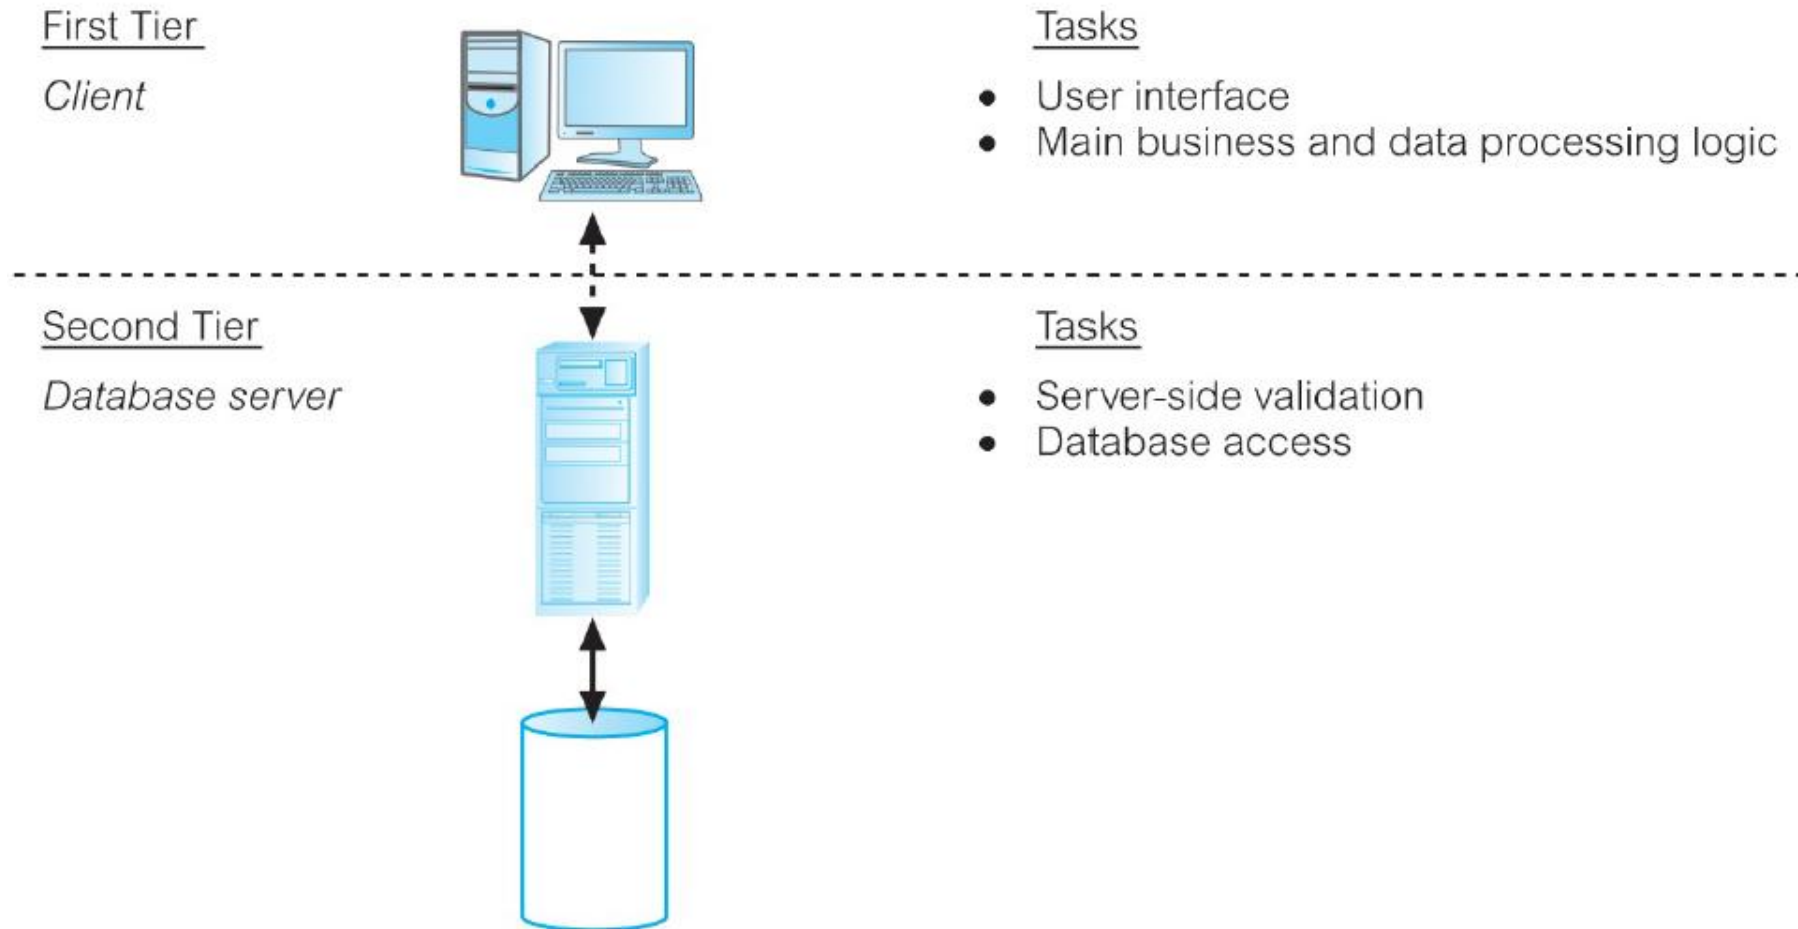 First Tier
Client
Tasks
• User interface
• Main business and data processing logic
Second Tier
Database server
Tasks
• Server-side validation
• Database access